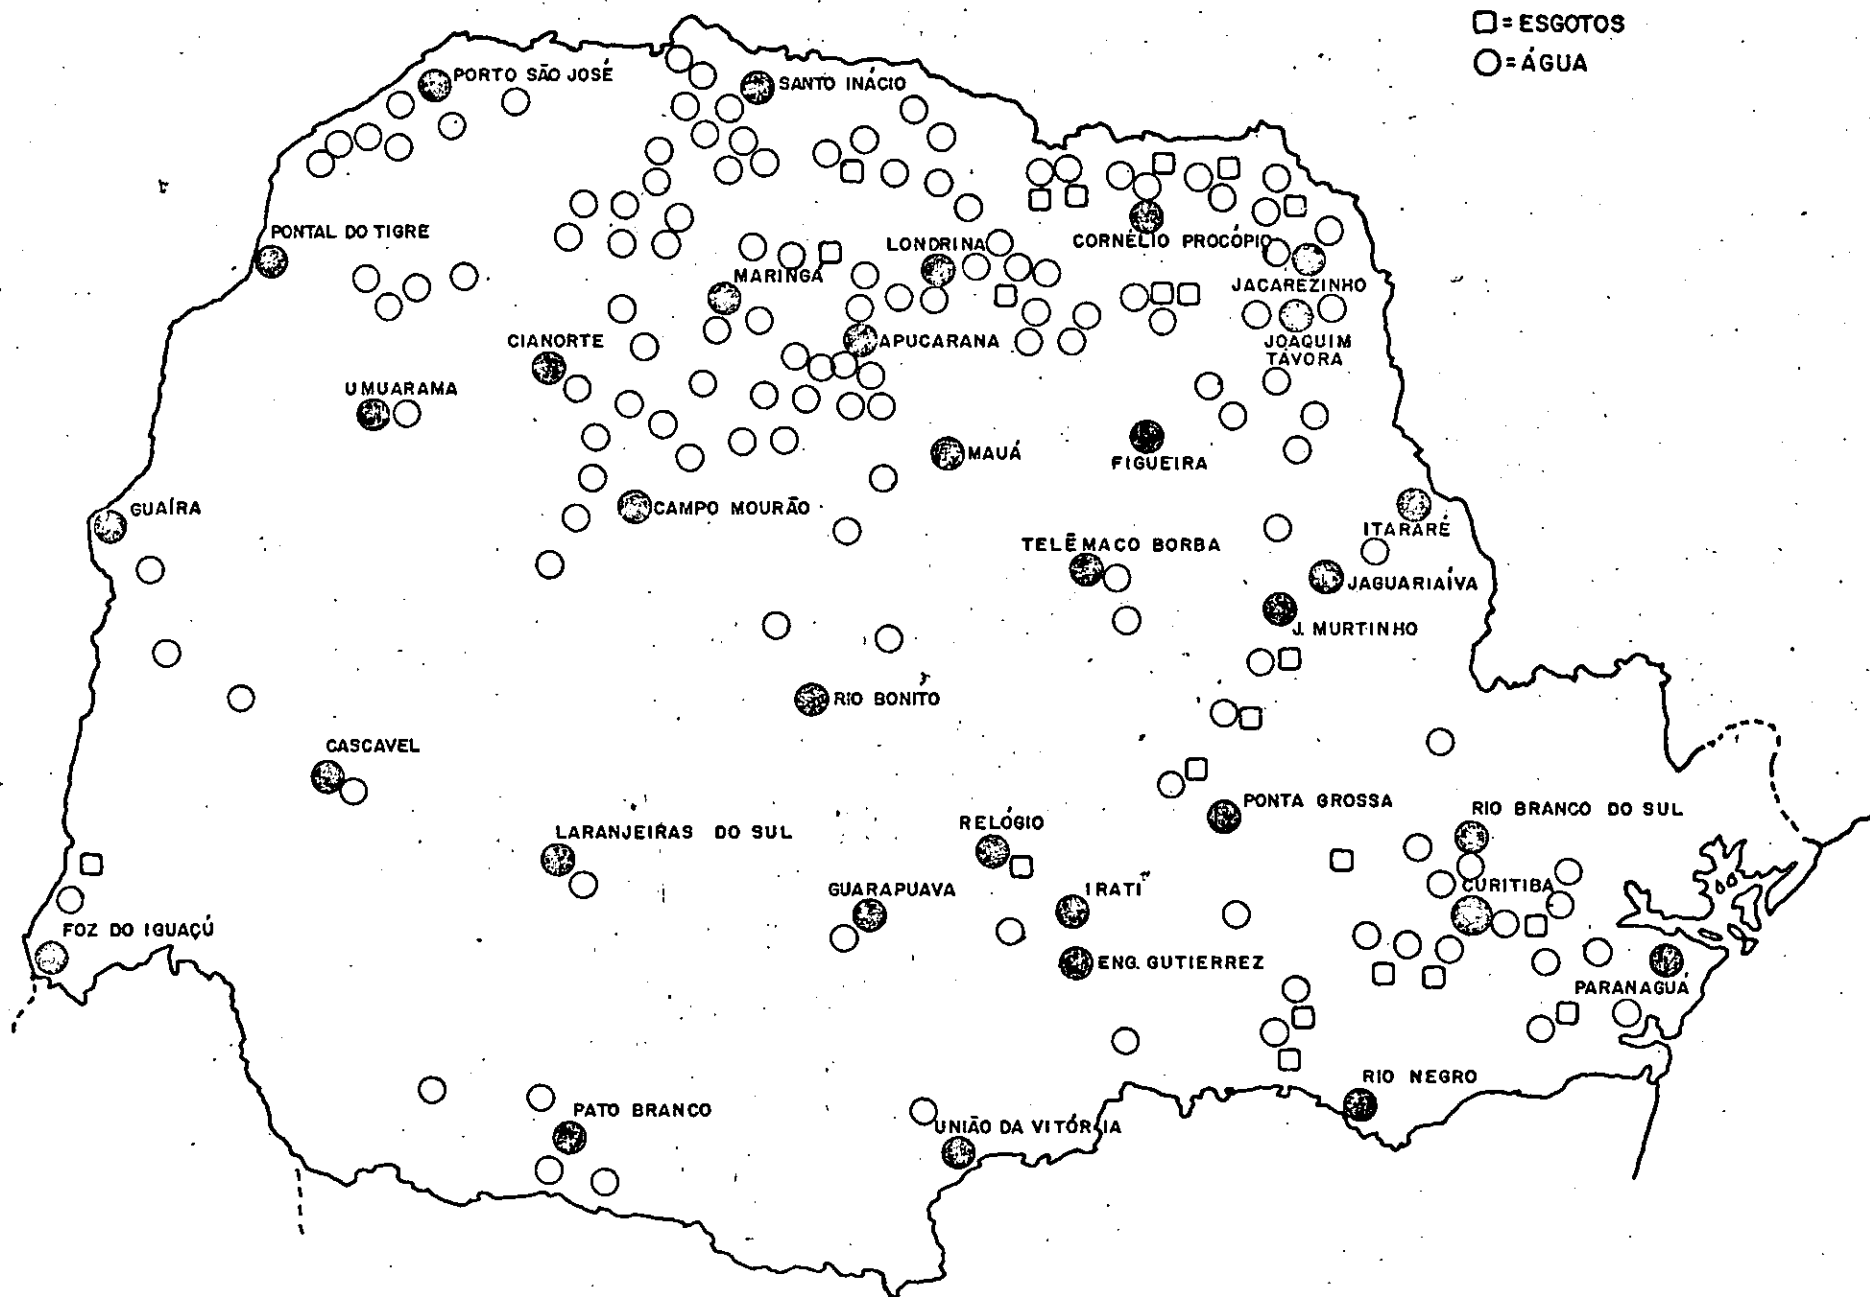 = ESGOTOS
= ÁGUA
PORTO SÃO JOSÉ
SANTO INÁCIO
PONTAL DO TIGRE
LONDRINA
CORNÉLIO PROCÓPIO
MARINGÁ
JACAREZINHO
CIANORTE
APUCARANA
JOAQUIM
TÁVORA
UMUARAMA
MAUÁ
FIGUEIRA
GUAÍRA
CAMPO MOURÃO
ITARARÉ
TELÊMACO BORBA
JAGUARIAÍVA
J. MURTINHO
RIO BONITO
CASCAVEL
PONTA GROSSA
RIO BRANCO DO SUL
RELÓGIO
LARANJEIRAS DO SUL
GUARAPUAVA
IRATI
CURITIBA
FOZ DO IGUAÇÚ
ENG. GUTIERREZ
PARANAGUÁ
RIO NEGRO
PATO BRANCO
UNIÃO DA VITÓRIA